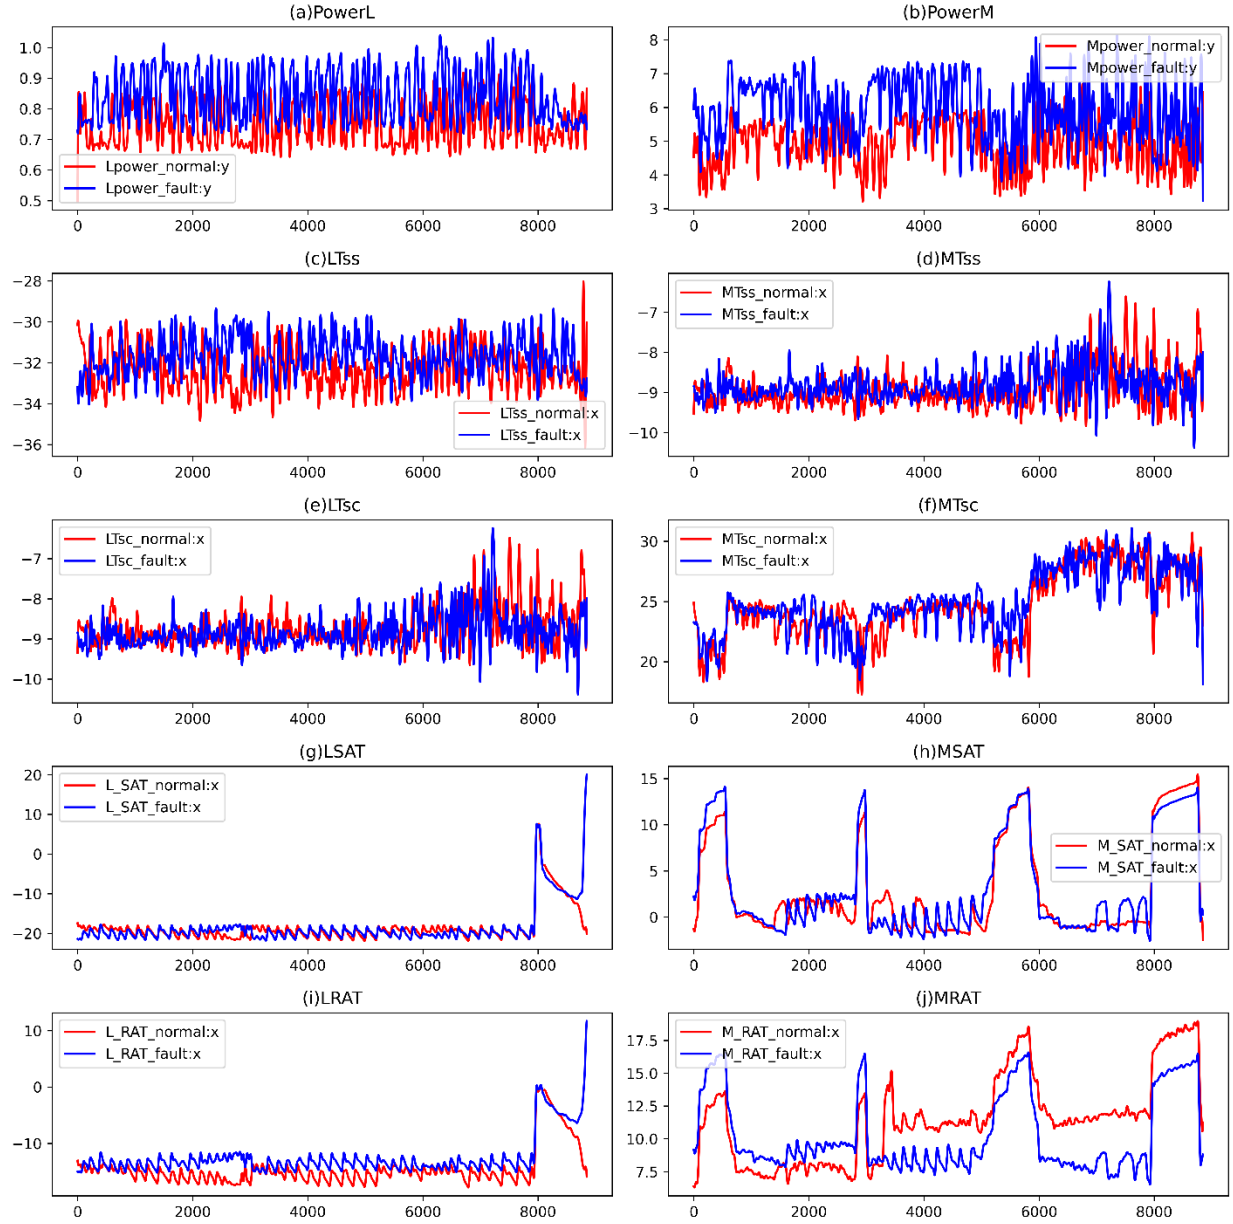 (a)PowerL
1.0
0.9
0.8
0.7
0.6
0.5
Lpower_normal:y
Lpower_fault:y
0 2000 4000 6000 8000
(b)PowerM
8
7
6
5
4
3
Mpower_normal:y
Mpower_fault:y
0 2000 4000 6000 8000
(c)LTss
−28
−30
−32
−34
−36
LTss_normal:x
LTss_fault:x
0 2000 4000 6000 8000
(d)MTss
−7
−8
−9
−10
MTss_normal:x
MTss_fault:x
0 2000 4000 6000 8000
(e)LTsc
−7
−8
−9
−10
LTsc_normal:x
LTsc_fault:x
0 2000 4000 6000 8000
(f)MTsc
30
25
20
MTsc_normal:x
MTsc_fault:x
0 2000 4000 6000 8000
(g)LSAT
20
10
0
−10
−20
L_SAT_normal:x
L_SAT_fault:x
0 2000 4000 6000 8000
(h)MSAT
15
10
5
0
M_SAT_normal:x
M_SAT_fault:x
0 2000 4000 6000 8000
(i)LRAT
10
0
−10
L_RAT_normal:x
L_RAT_fault:x
0 2000 4000 6000 8000
(j)MRAT
17.5
15.0
12.5
10.0
7.5
M_RAT_normal:x
M_RAT_fault:x
0 2000 4000 6000 8000